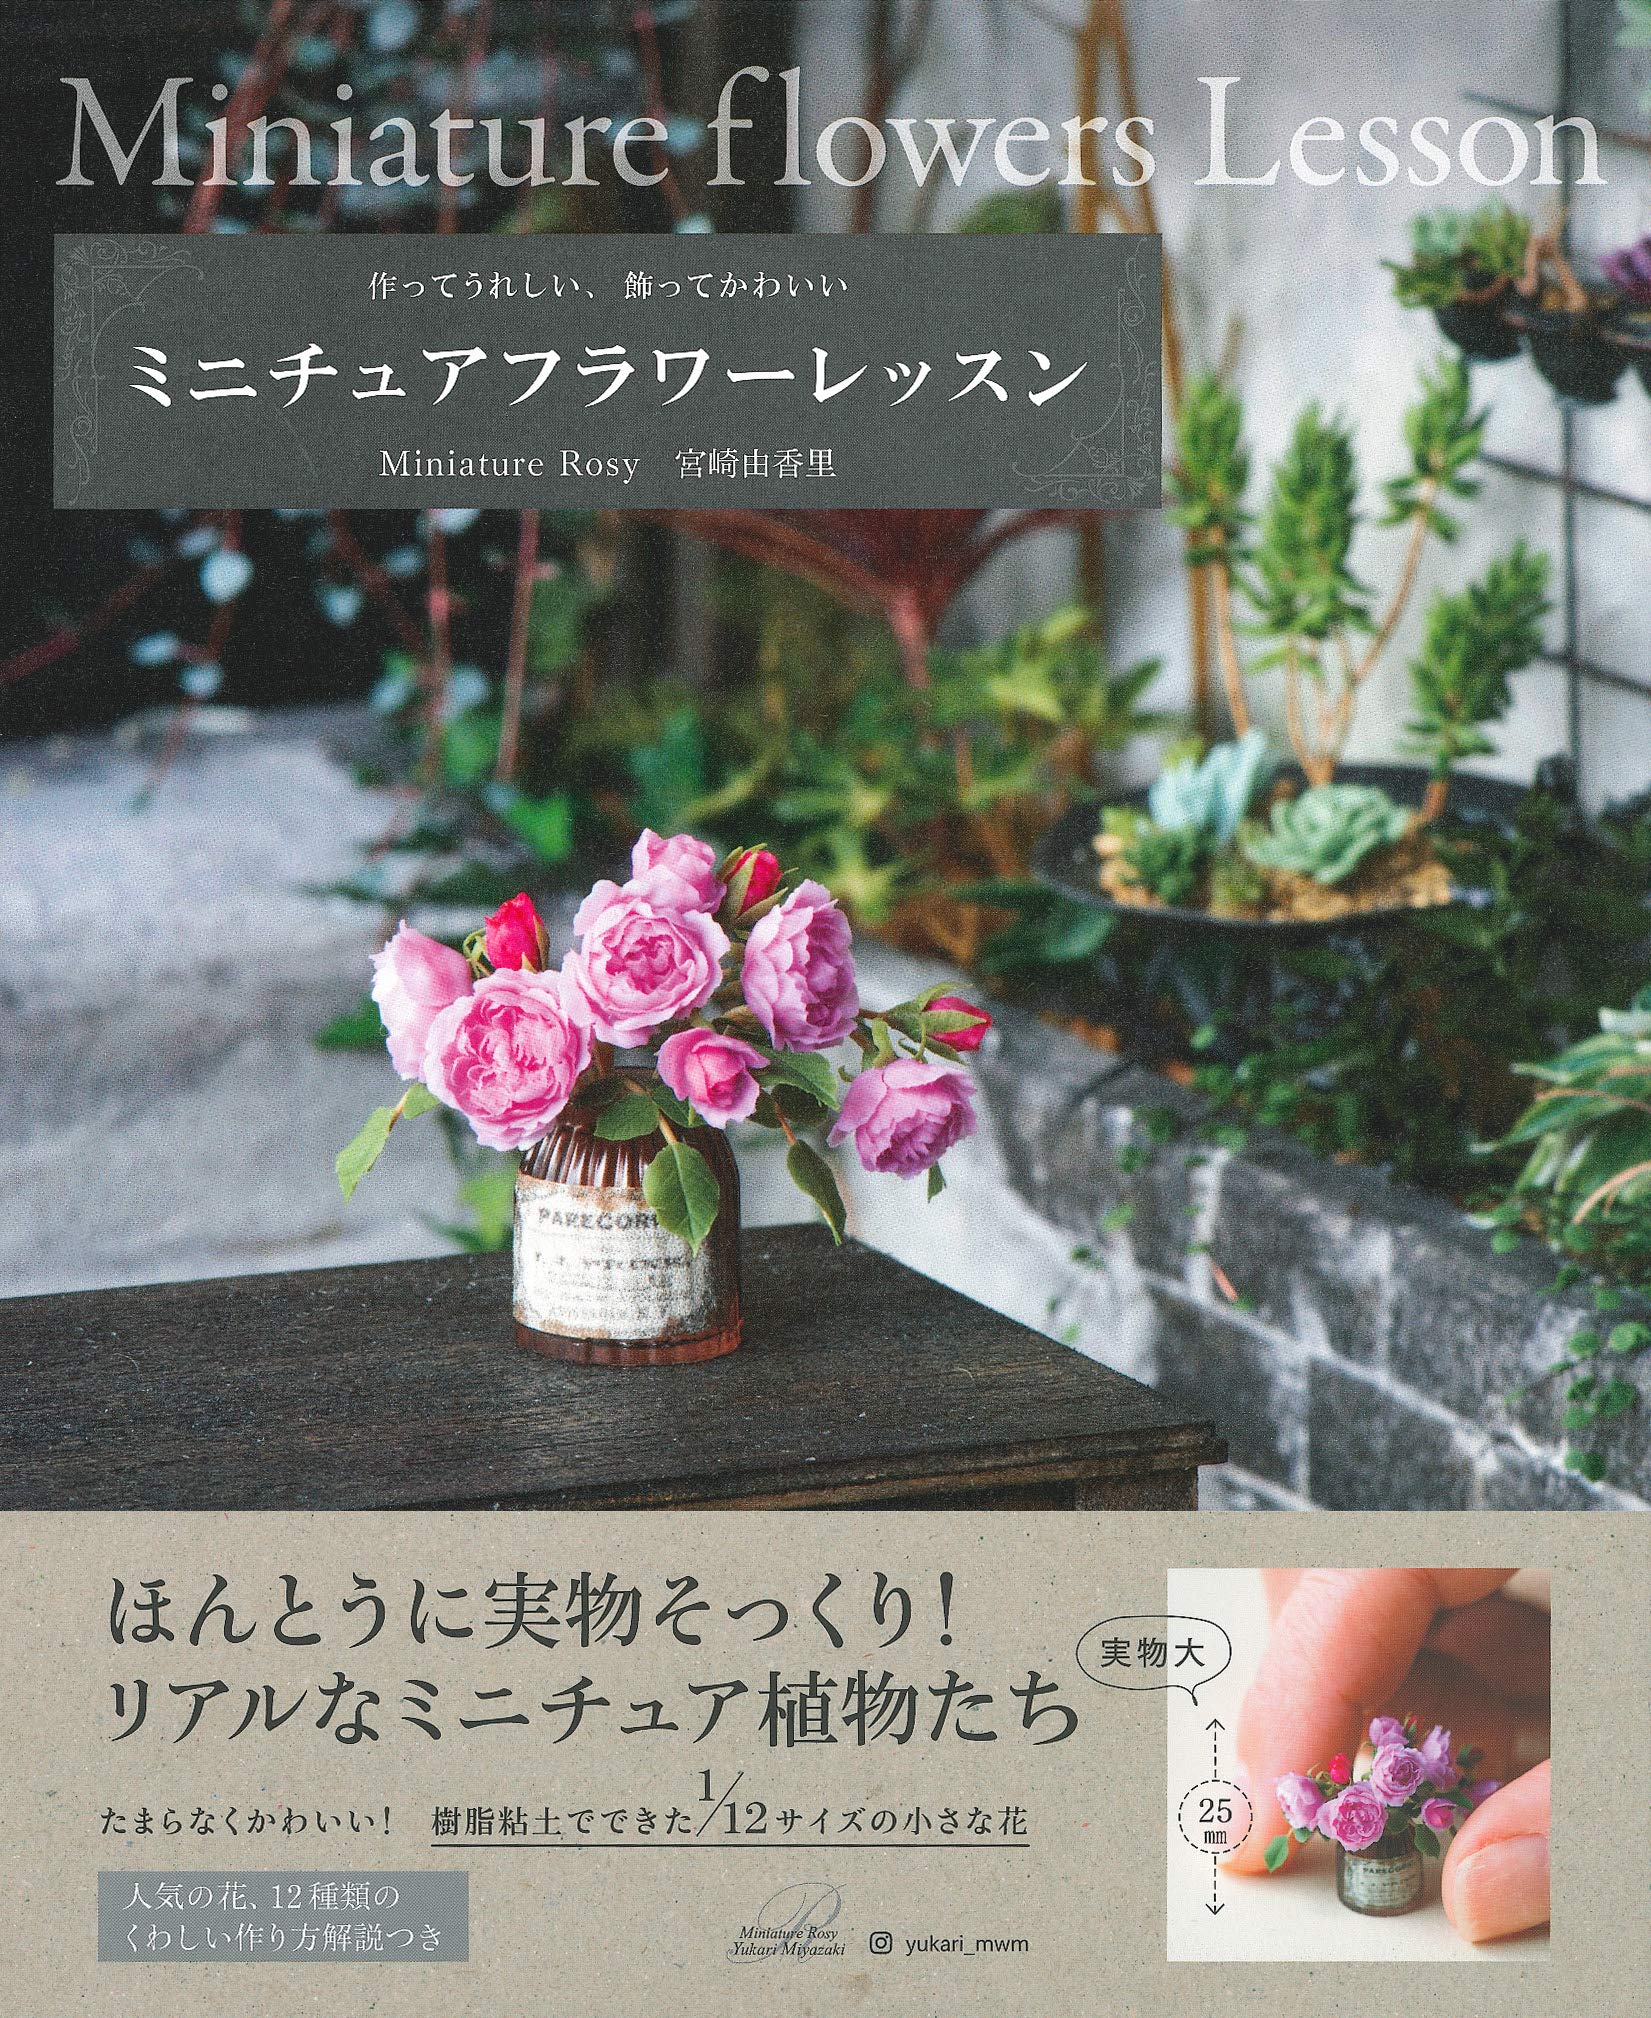 Miniature flowers Lesson
作ってうれしい、飾ってかわいい
ミニチュアフラワーレッスン
Miniature Rosy 宮崎由香里
ほんとうに実物そっくり!
リアルなミニチュア植物たち
たまらなくかわいい! 樹脂粘土でできた1/12サイズの小さな花
人気の花、12種類の
くわしい作り方解説つき
Miniature Rosy
Yukari Miyazaki
yukari_mwm
実物大
25
mm